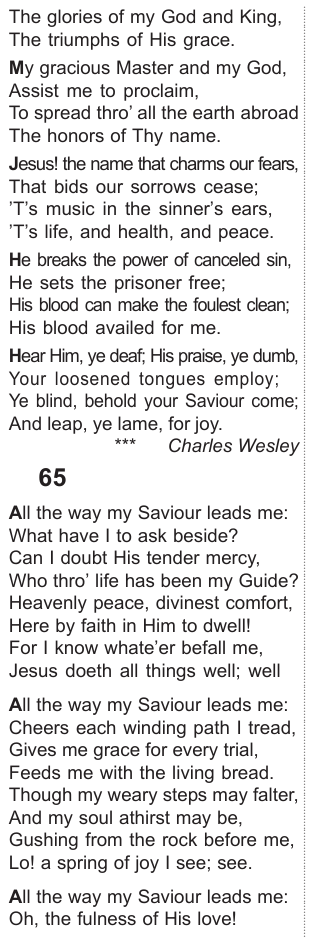 The glories of my God and King,
The triumphs of His grace.
My gracious Master and my God,
Assist me to proclaim,
To spread thro’ all the earth abroad
The honors of Thy name.
Jesus! the name that charms our fears,
That bids our sorrows cease;
’T’s music in the sinner’s ears,
’T’s life, and health, and peace.
He breaks the power of canceled sin,
He sets the prisoner free;
His blood can make the foulest clean;
His blood availed for me.
Hear Him, ye deaf; His praise, ye dumb,
Your loosened tongues employ;
Ye blind, behold your Saviour come;
And leap, ye lame, for joy.
*** Charles Wesley
65
All the way my Saviour leads me:
What have I to ask beside?
Can I doubt His tender mercy,
Who thro’ life has been my Guide?
Heavenly peace, divinest comfort,
Here by faith in Him to dwell!
For I know whate’er befall me,
Jesus doeth all things well; well
All the way my Saviour leads me:
Cheers each winding path I tread,
Gives me grace for every trial,
Feeds me with the living bread.
Though my weary steps may falter,
And my soul athirst may be,
Gushing from the rock before me,
Lo! a spring of joy I see; see.
All the way my Saviour leads me:
Oh, the fulness of His love!